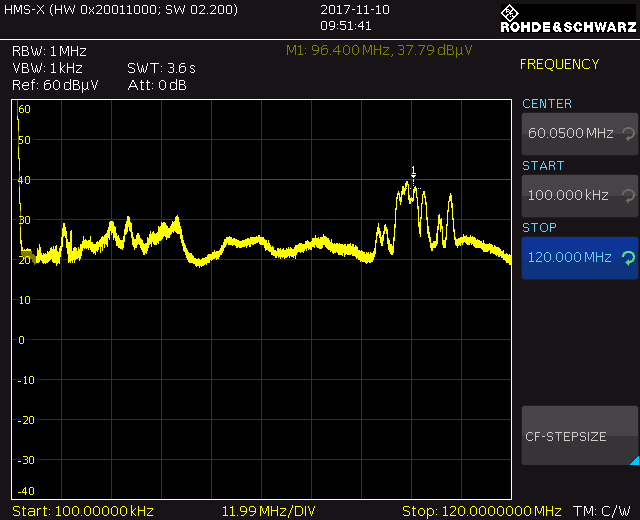 HMS-X (HW 0x20011000; SW 02.200)
2017-11-10
09:51:41
ROHDE&SCHWARZ
RBW: 1 MHz
VBW: 1 kHz
SWT: 3.6 s
Ref: 60 dBµV
Att: 0 dB
M1: 96.400 MHz, 37.79 dBµV
FREQUENCY
60
50
40
30
20
10
0
-10
-20
-30
-40
1
CENTER
60.0500 MHz
START
100.000 kHz
STOP
120.000 MHz
CF-STEPSIZE
Start: 100.00000 kHz
11.99 MHz/DIV
Stop: 120.0000000 MHz
TM: C/W